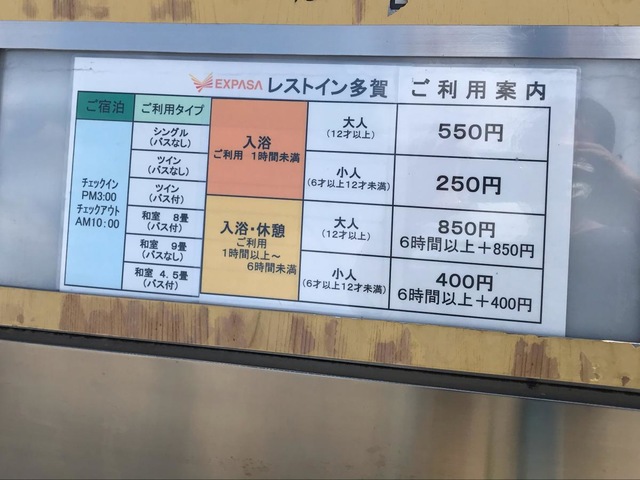 EXPASA レストイン多賀 ご利用案内
ご宿泊
ご利用タイプ
チェックイン
PM3:00
チェックアウト
AM10:00
シングル
(バスなし)
ツイン
(バスなし)
ツイン
(バス付)
和室 8畳
(バス付)
和室 9畳
(バスなし)
和室 4.5畳
(バス付)
入浴
ご利用 1時間未満
大人
(12才以上)
550円
小人
(6才以上12才未満)
250円
入浴・休憩
ご利用
1時間以上～
6時間未満
大人
(12才以上)
850円
6時間以上+850円
小人
(6才以上12才未満)
400円
6時間以上+400円